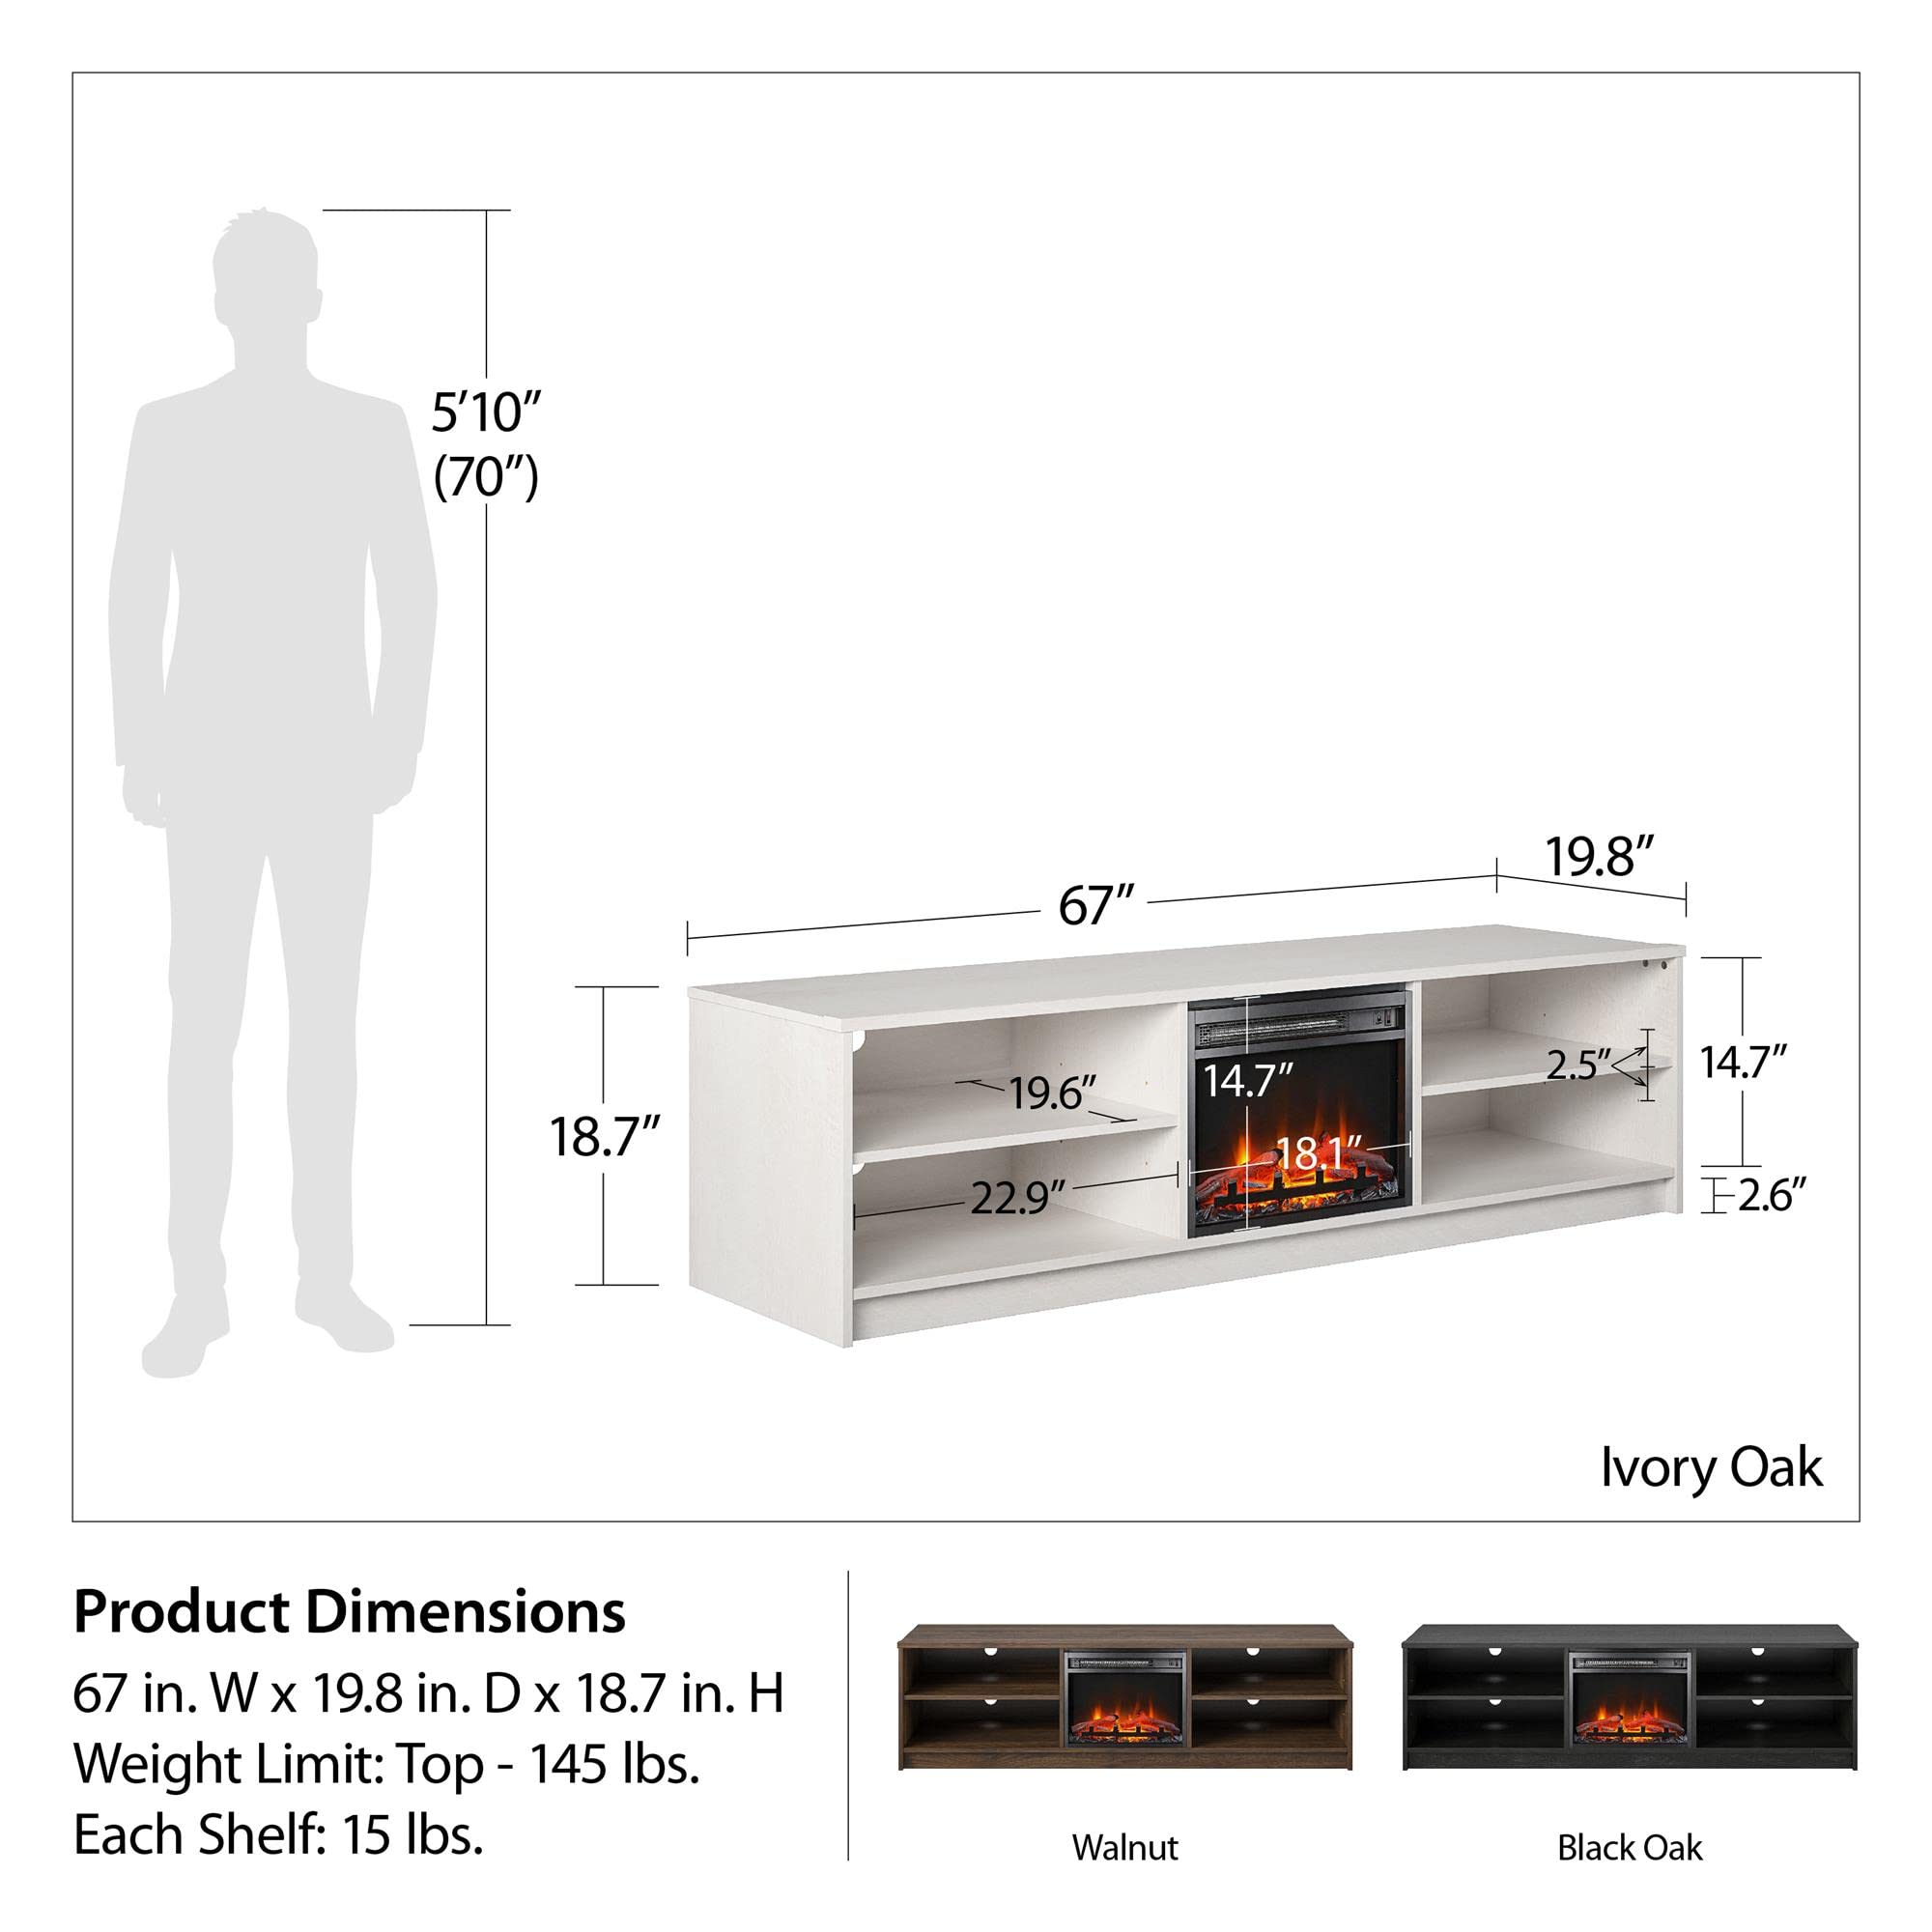 5’10”
(70”)
67”
19.8”
18.7”
19.6”
22.9”
14.7”
18.1”
2.5”
14.7”
2.6”
Ivory Oak
Product Dimensions
67 in. W x 19.8 in. D x 18.7 in. H
Weight Limit: Top - 145 lbs.
Each Shelf: 15 lbs.
Walnut
Black Oak